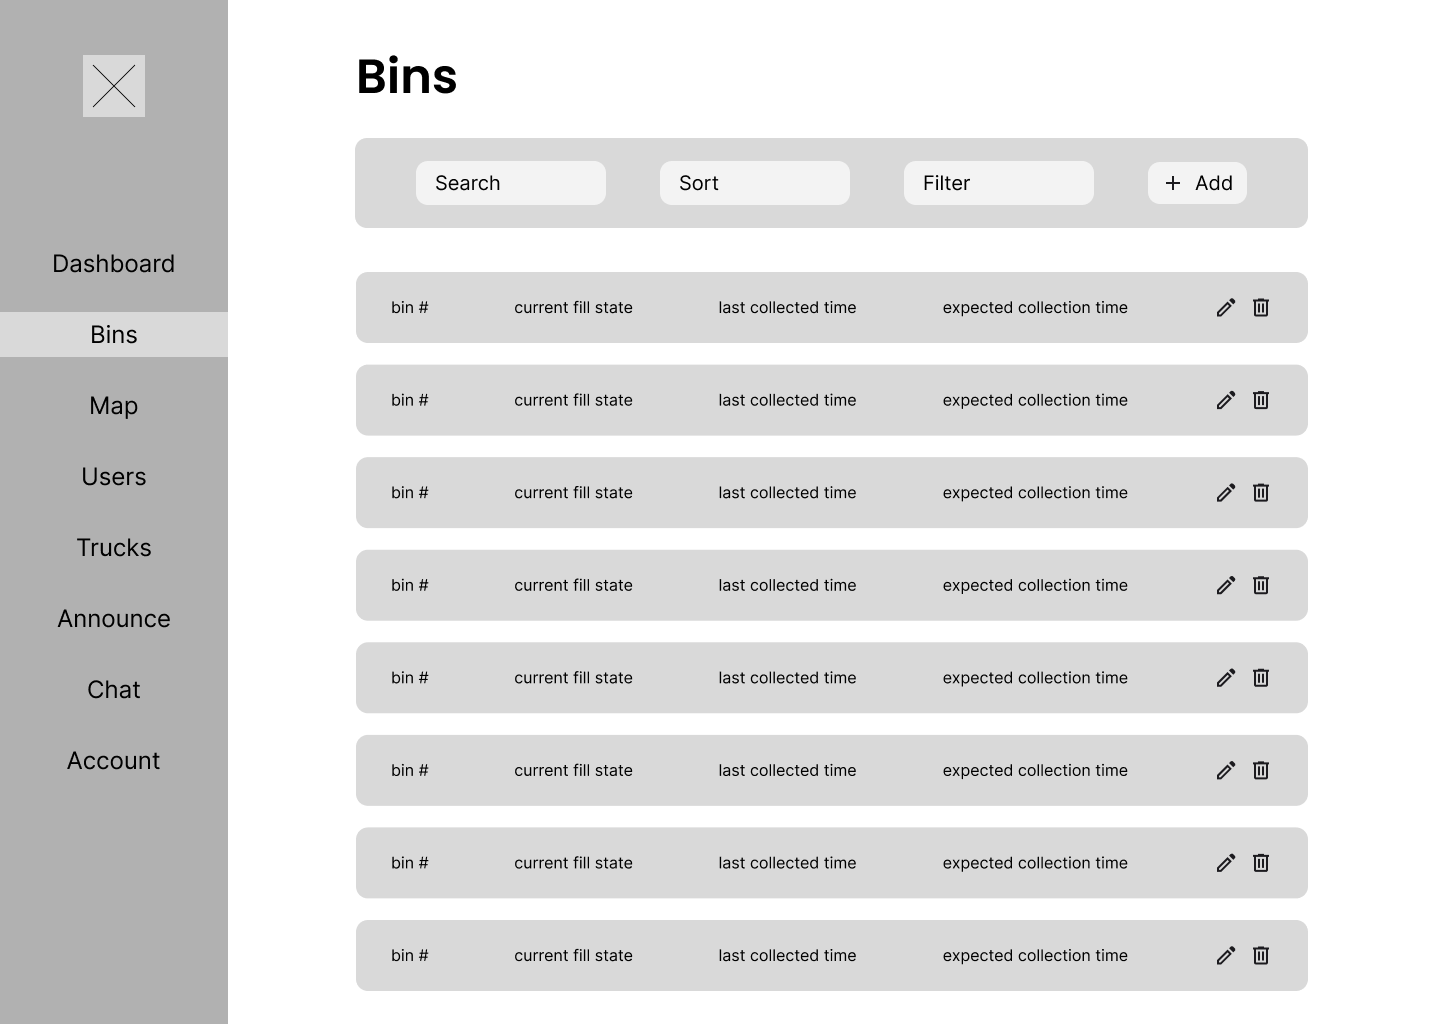 Dashboard
Bins
Map
Users
Trucks
Announce
Chat
Account
Bins
Search Sort Filter + Add
bin # current fill state last collected time expected collection time
bin # current fill state last collected time expected collection time
bin # current fill state last collected time expected collection time
bin # current fill state last collected time expected collection time
bin # current fill state last collected time expected collection time
bin # current fill state last collected time expected collection time
bin # current fill state last collected time expected collection time
bin # current fill state last collected time expected collection time